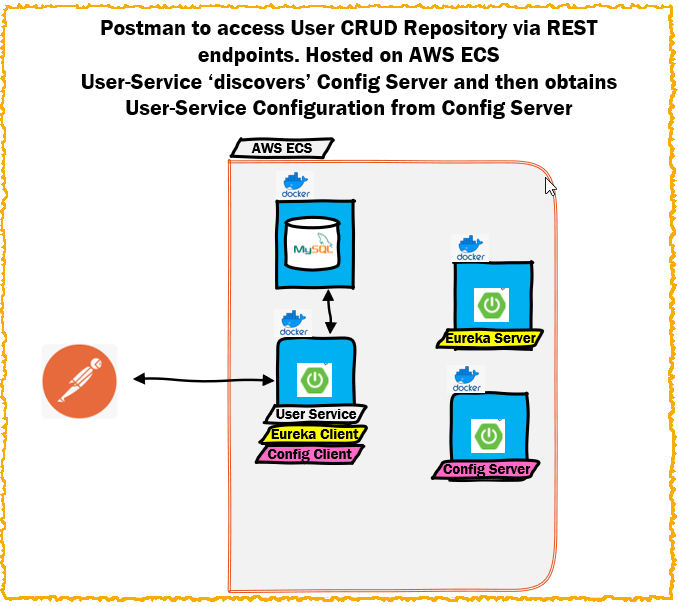 Postman to access User CRUD Repository via REST
endpoints. Hosted on AWS ECS
User-Service ‘discovers’ Config Server and then obtains
User-Service Configuration from Config Server
AWS ECS
docker
MySQL
docker
Eureka Server
docker
User Service
Eureka Client
Config Client
docker
Config Server